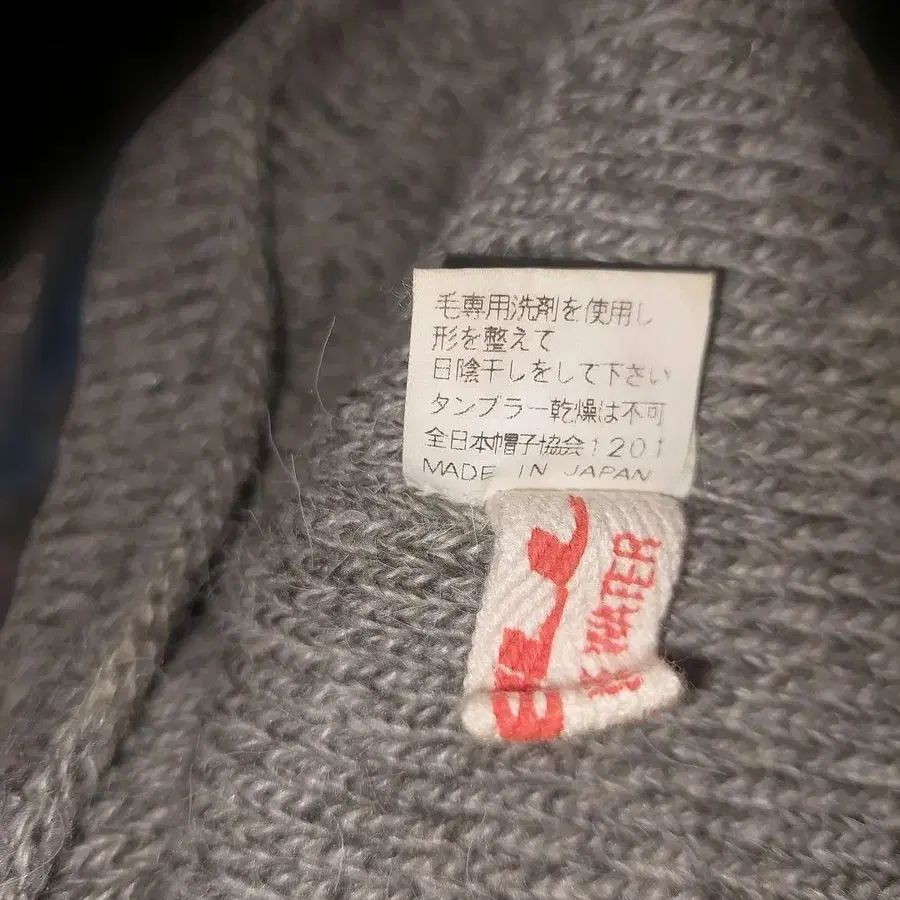 毛専用洗剤を使用し
形を整えて
日陰干しをして下さい
タンブラー乾燥は不可
全日本帽子協会1201
MADE IN JAPAN
WATER